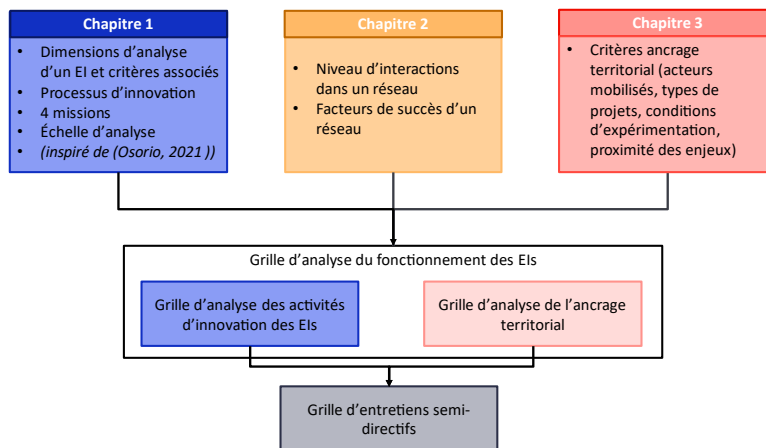 Chapitre 1
• Dimensions d'analyse
d'un EI et critères associés
• Processus d'innovation
• 4 missions
• Échelle d'analyse
• (inspiré de (Osorio, 2021 ))
Chapitre 2
• Niveau d'interactions
dans un réseau
• Facteurs de succès d'un
réseau
Chapitre 3
• Critères ancrage
territorial (acteurs
mobilisés, types de
projets, conditions
d'expérimentation,
proximité des enjeux)
Grille d'analyse du fonctionnement des EIs
Grille d'analyse des activités
d'innovation des EIs
Grille d'analyse de l'ancrage
territorial
Grille d'entretiens semi-
directifs